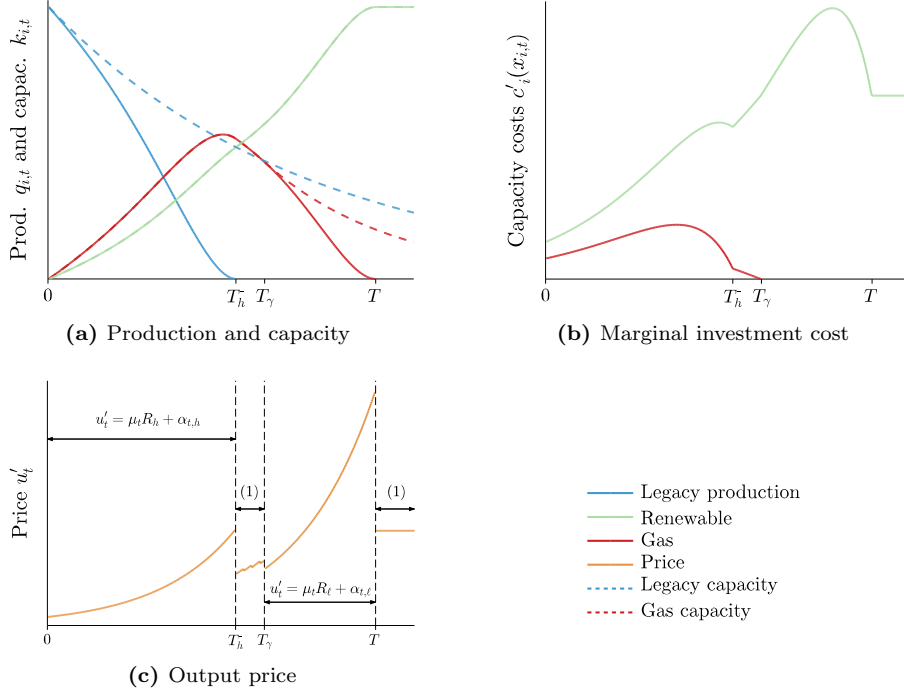 Prod. q_{i,t} and capac. k_{i,t}
0 T_h^- T_γ T
(a) Production and capacity
Capacity costs c'_i(x_{i,t})
0 T_h^- T_γ T
(b) Marginal investment cost
Price u'_t
u'_t = μ_t R_h + α_{t,h}
(1)
(1)
u'_t = μ_t R_ℓ + α_{t,ℓ}
0 T_h^- T_γ T
(c) Output price
Legacy production
Renewable
Gas
Price
Legacy capacity
Gas capacity